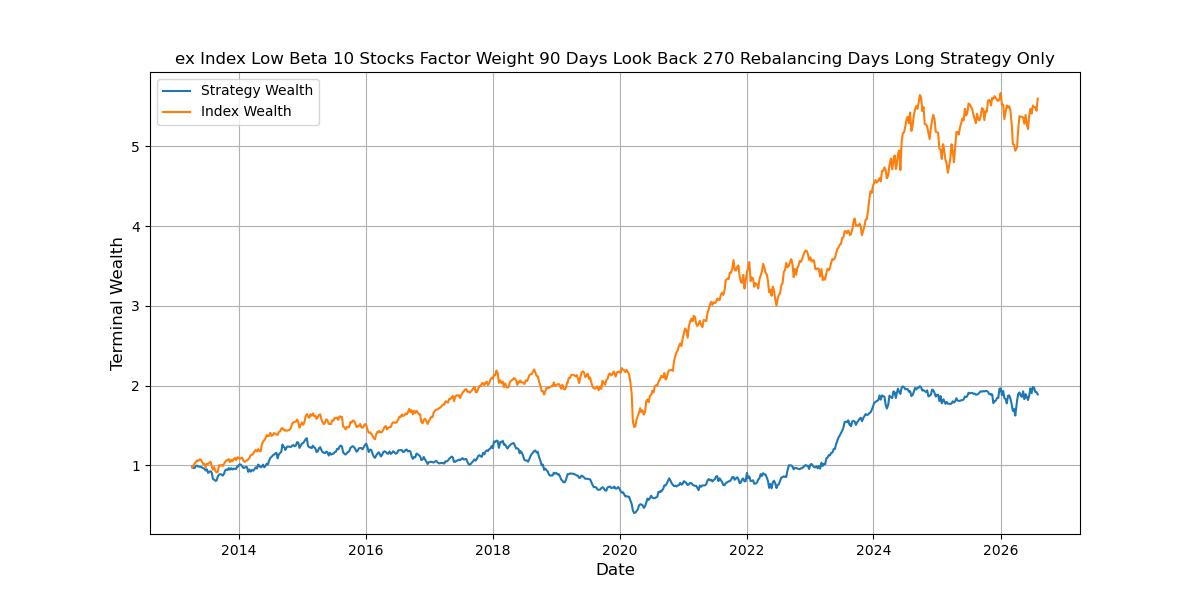 ex Index Low Beta 10 Stocks Factor Weight 90 Days Look Back 270 Rebalancing Days Long Strategy Only
Strategy Wealth
Index Wealth
Terminal Wealth
5
4
3
2
1
2014 2016 2018 2020 2022 2024 2026
Date